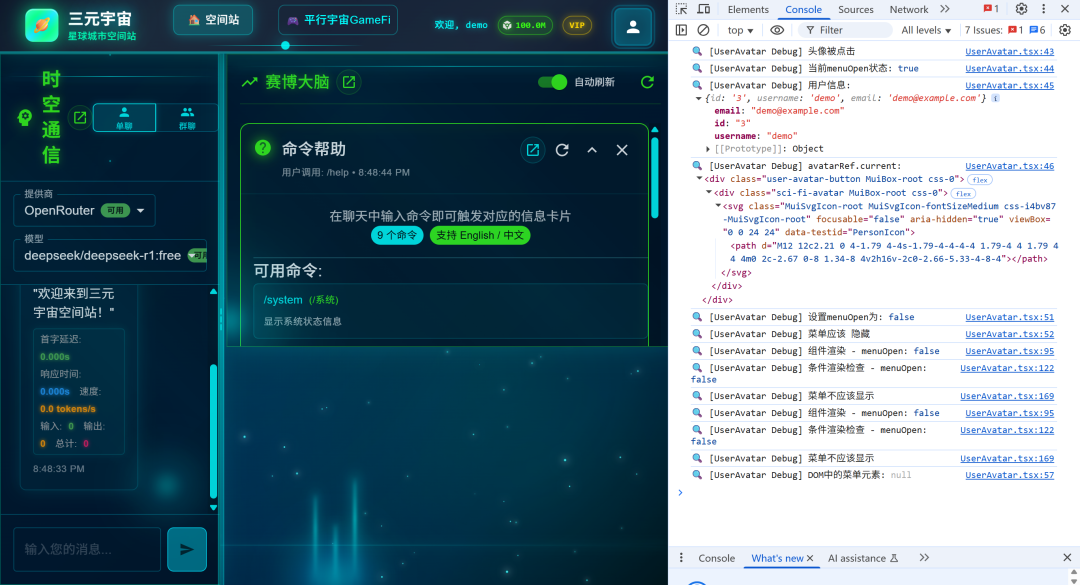 三元宇宙
星球城市空间站
空间站
平行宇宙GameFi
欢迎, demo
100.0M
VIP
时
空
通
信
单聊
群聊
提供商
OpenRouter 可用
模型
deepseek/deepseek-r1:free 可用
"欢迎来到三元
宇宙空间站！"
首字延迟:
0.000s
响应时间:
0.000s 速度:
0.0 tokens/s
输入: 0 输出:
0 总计: 0
8:48:33 PM
输入您的消息...
赛博大脑
自动刷新
命令帮助
用户调用: /help • 8:48:44 PM
在聊天中输入命令即可触发对应的信息卡片
9 个命令 支持 English / 中文
可用命令:
/system (/系统)
显示系统状态信息
Elements Console Sources Network 1
top Filter All levels 7 Issues: 1 6
[UserAvatar Debug] 头像被点击 UserAvatar.tsx:43
[UserAvatar Debug] 当前menuOpen状态: true UserAvatar.tsx:44
[UserAvatar Debug] 用户信息: UserAvatar.tsx:45
{id: '3', username: 'demo', email: 'demo@example.com'} i
email: "demo@example.com"
id: "3"
username: "demo"
[[Prototype]]: Object
[UserAvatar Debug] avatarRef.current: UserAvatar.tsx:46
<div class="user-avatar-button MuiBox-root css-0"> flex
<div class="sci-fi-avatar MuiBox-root css-0"> flex
<svg class="MuiSvgIcon-root MuiSvgIcon-fontSizeMedium css-i4bv87
-MuiSvgIcon-root" focusable="false" aria-hidden="true" viewBox=
"0 0 24 24" data-testid="PersonIcon">
<path d="M12 12c2.21 0 4-1.79 4-4s-1.79-4-4-4-4 1.79-4 4 1.79 4
4 4m0 2c-2.67 0-8 1.34-8 4v2h16v-2c0-2.66-5.33-4-8-4"></path>
</svg>
</div>
</div>
[UserAvatar Debug] 设置menuOpen为: false UserAvatar.tsx:51
[UserAvatar Debug] 菜单应该 隐藏 UserAvatar.tsx:52
[UserAvatar Debug] 组件渲染 - menuOpen: false UserAvatar.tsx:95
[UserAvatar Debug] 条件渲染检查 - menuOpen: UserAvatar.tsx:122
false
[UserAvatar Debug] 菜单不应该显示 UserAvatar.tsx:169
[UserAvatar Debug] 组件渲染 - menuOpen: false UserAvatar.tsx:95
[UserAvatar Debug] 条件渲染检查 - menuOpen: UserAvatar.tsx:122
false
[UserAvatar Debug] 菜单不应该显示 UserAvatar.tsx:169
[UserAvatar Debug] DOM中的菜单元素: null UserAvatar.tsx:57
Console What's new AI assistance